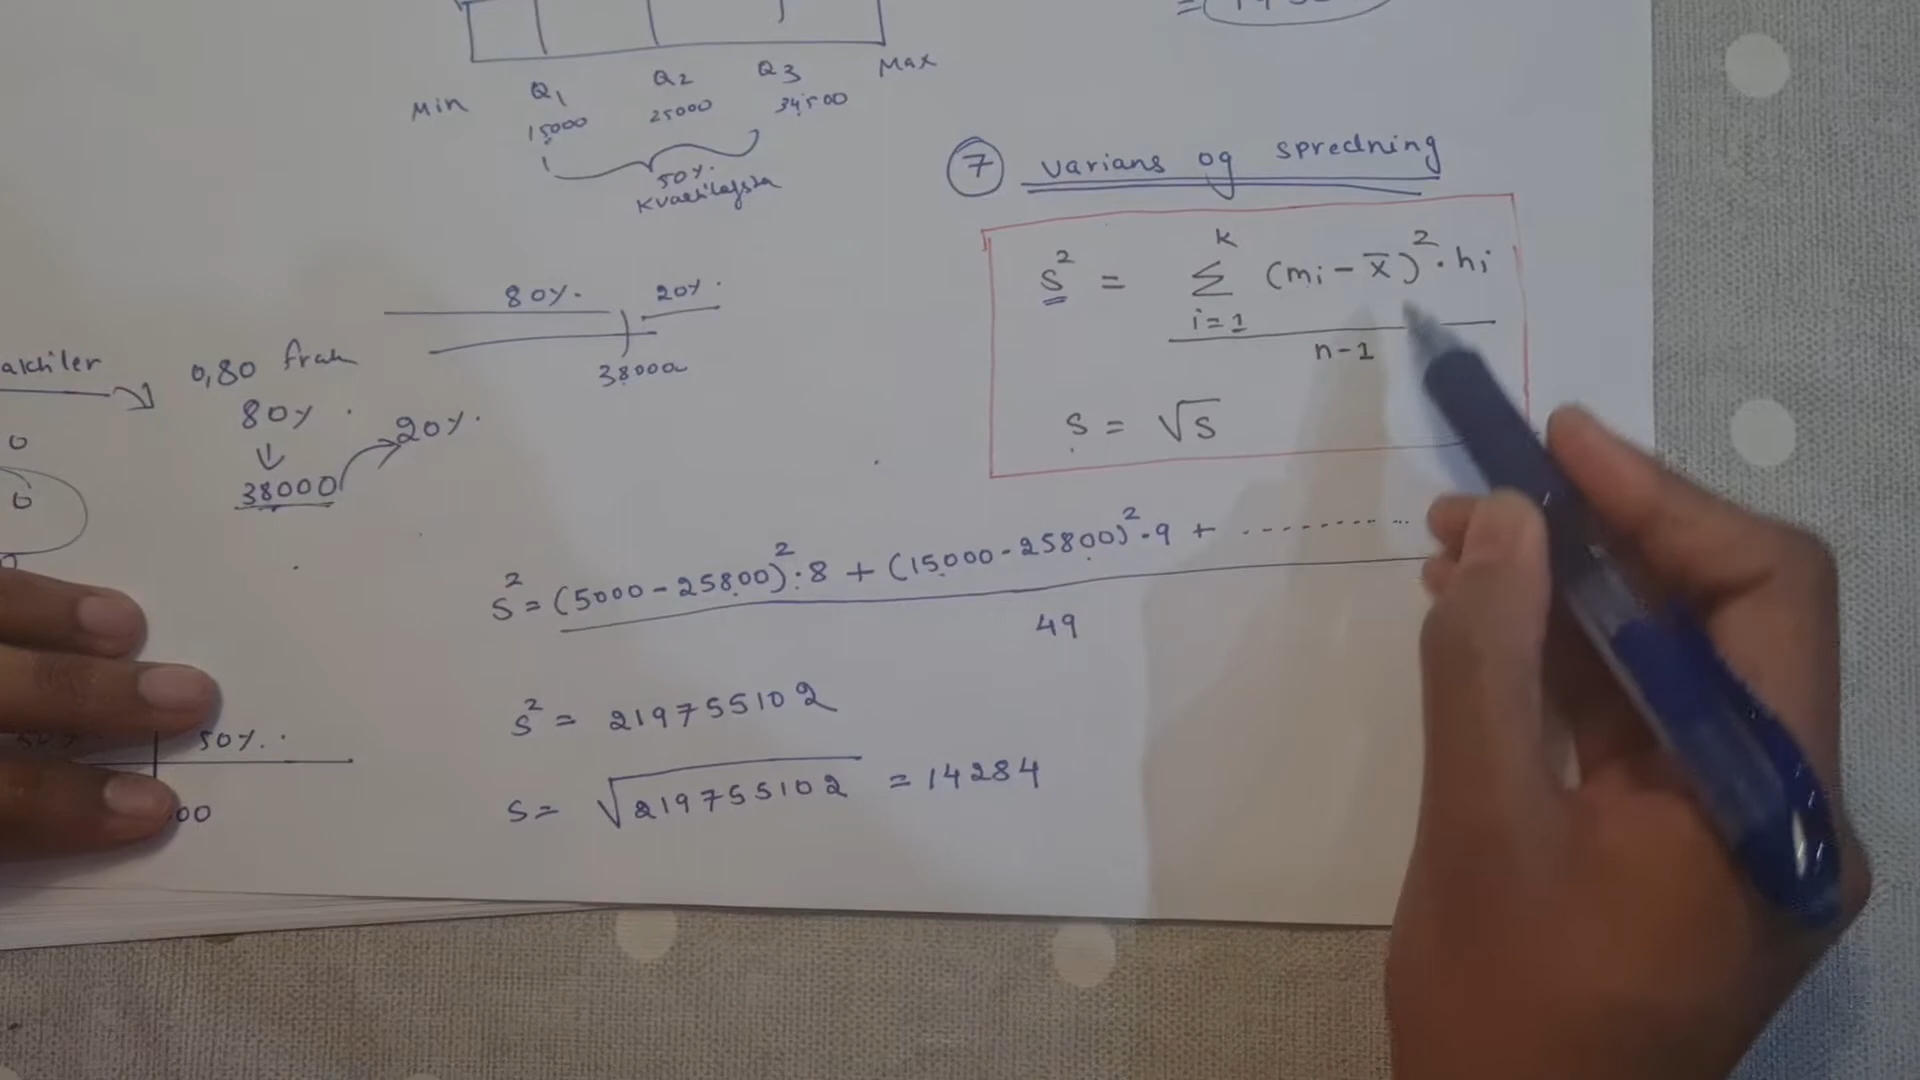 Min Q1 Q2 Q3 Max
15000 25000 34500
50%.
80%. 20%.
38000
0,80
80%.
20%.
38000
50%.
00
7 varians og spredning
s² = k Σ i=1 (mi - x̄)² · hi
n-1
s = √s
s² = (5000 - 25800)² · 8 + (15000 - 25800)² · 9 + ...........
49
s² = 219755102
s = √219755102 = 14284